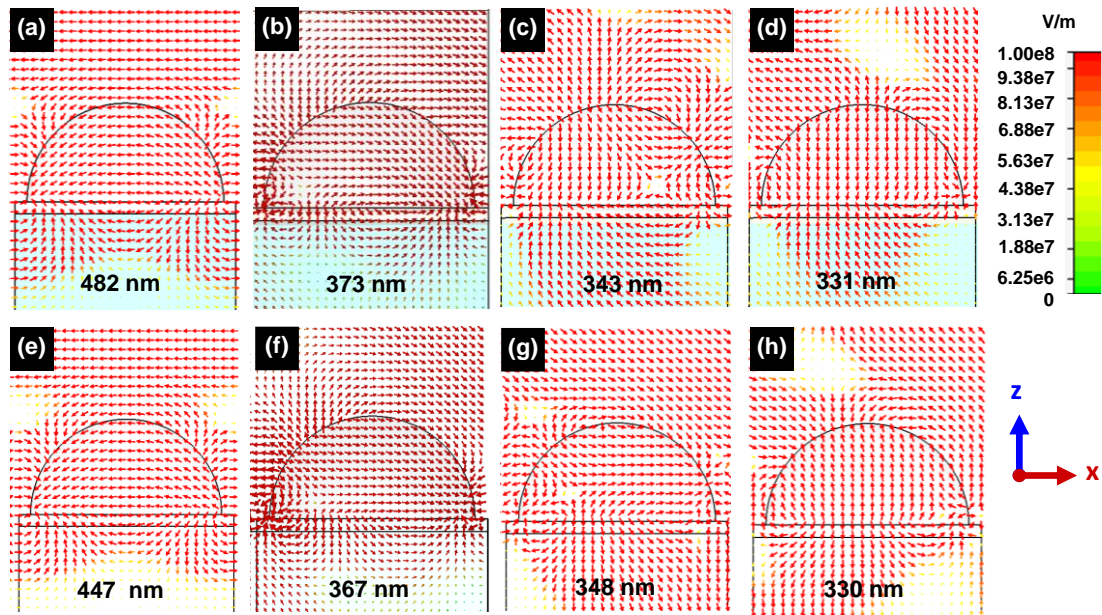 (a)
(b)
(c)
(d)
V/m
1.00e8
9.38e7
8.13e7
6.88e7
5.63e7
4.38e7
3.13e7
1.88e7
6.25e6
0
482 nm
373 nm
343 nm
331 nm
(e)
(f)
(g)
(h)
z
x
447 nm
367 nm
348 nm
330 nm